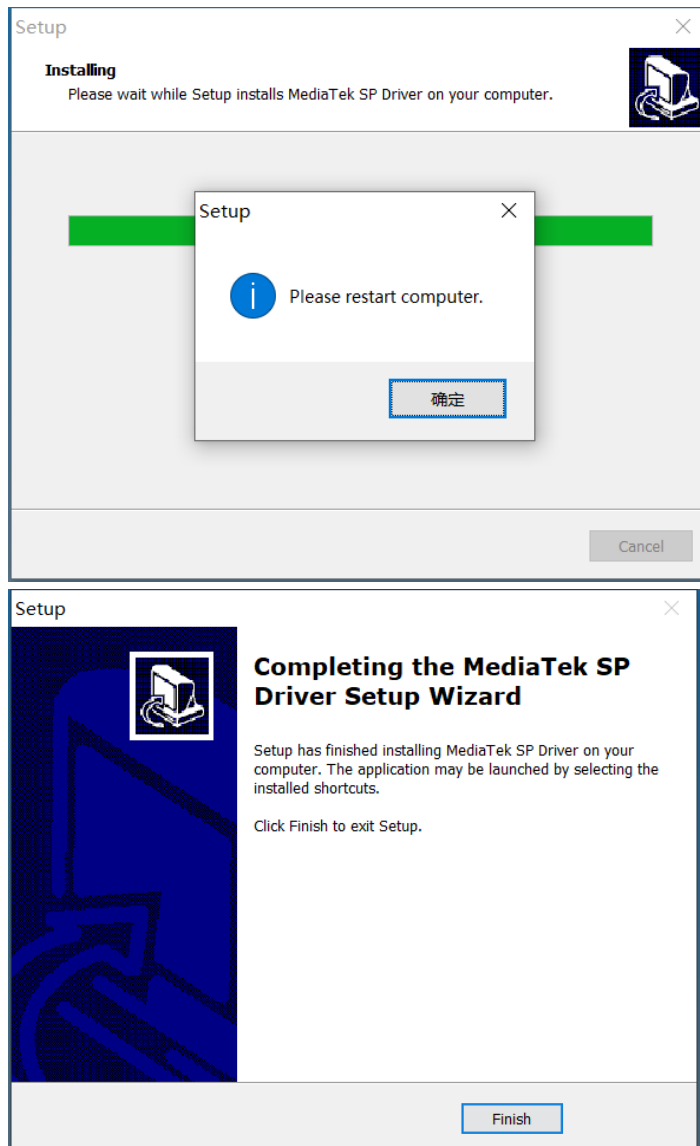 Setup
Installing
Please wait while Setup installs MediaTek SP Driver on your computer.
Setup
Please restart computer.
确定
Cancel
Setup
Completing the MediaTek SP
Driver Setup Wizard
Setup has finished installing MediaTek SP Driver on your
computer. The application may be launched by selecting the
installed shortcuts.
Click Finish to exit Setup.
Finish